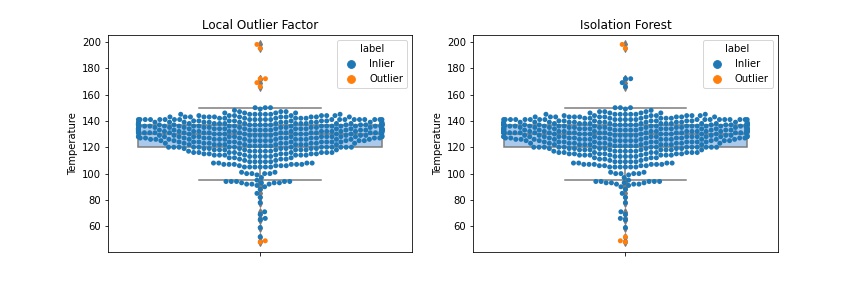 Local Outlier Factor
200
180
160
140
120
100
80
60
Temperature
label
Inlier
Outlier
Isolation Forest
200
180
160
140
120
100
80
60
Temperature
label
Inlier
Outlier